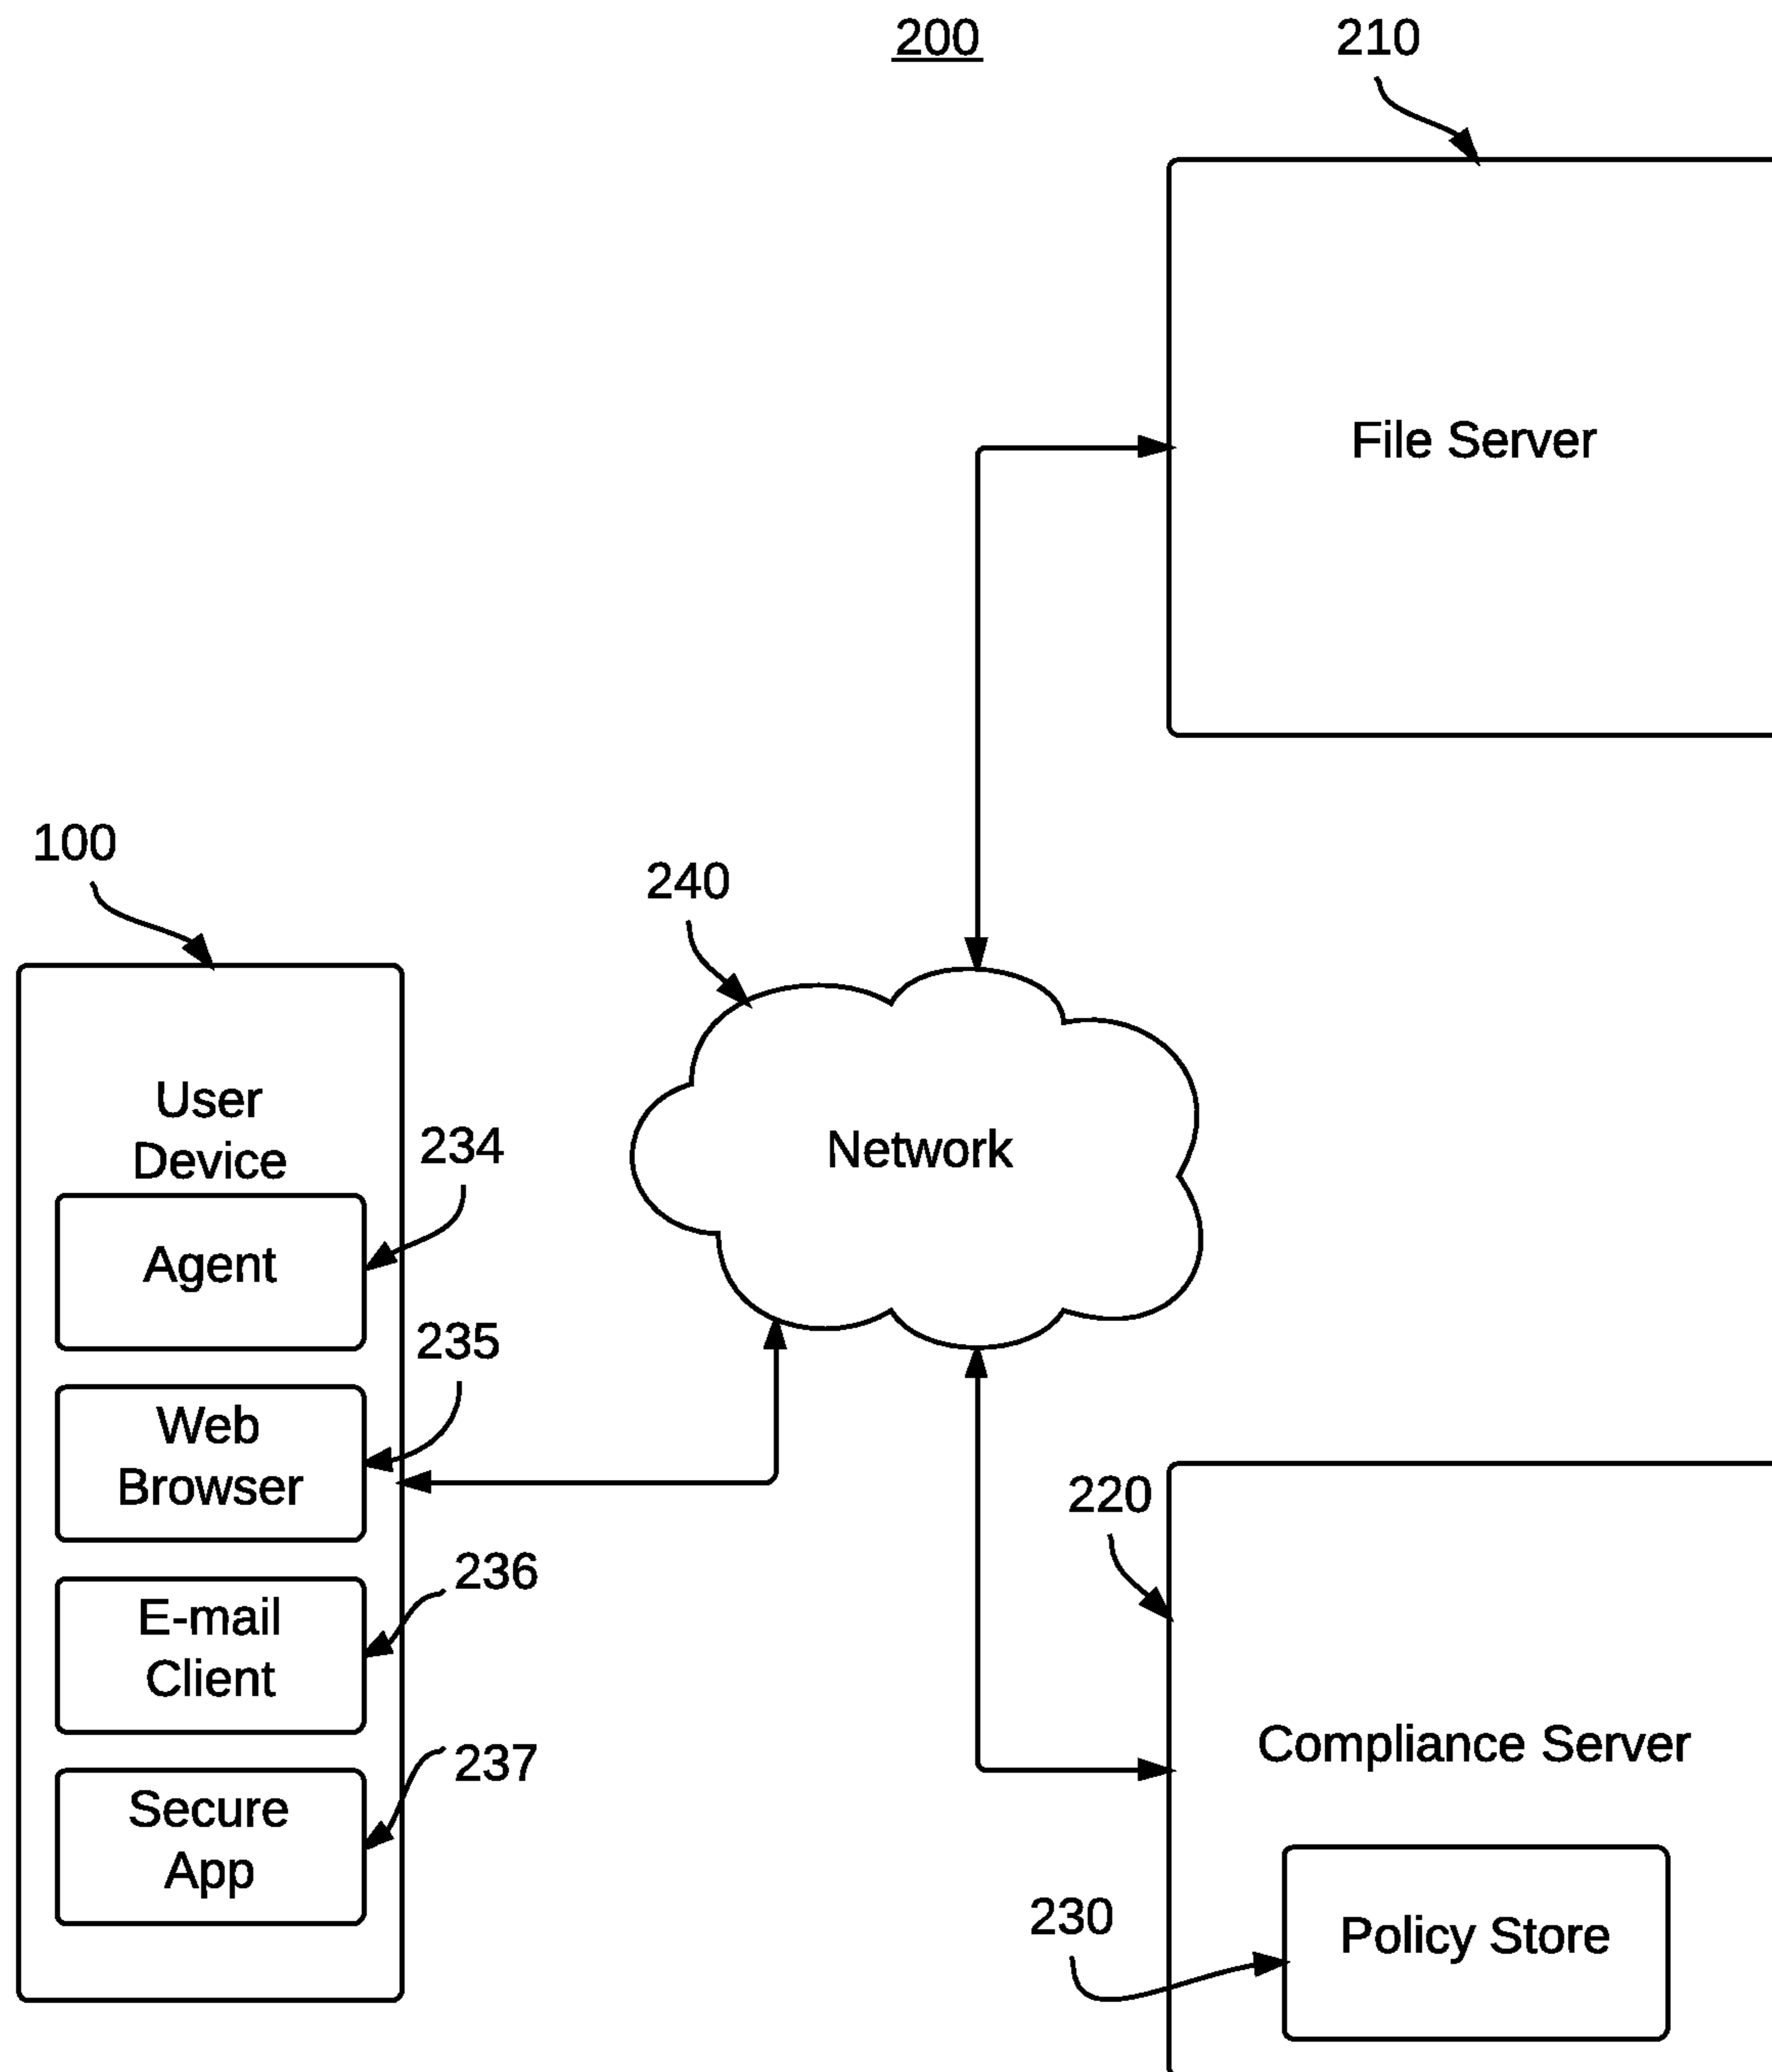 200
210
File Server
100
240
User
Device
234
Network
Agent
235
Web
Browser
220
236
E-mail
Client
Compliance Server
237
Secure
App
230
Policy Store